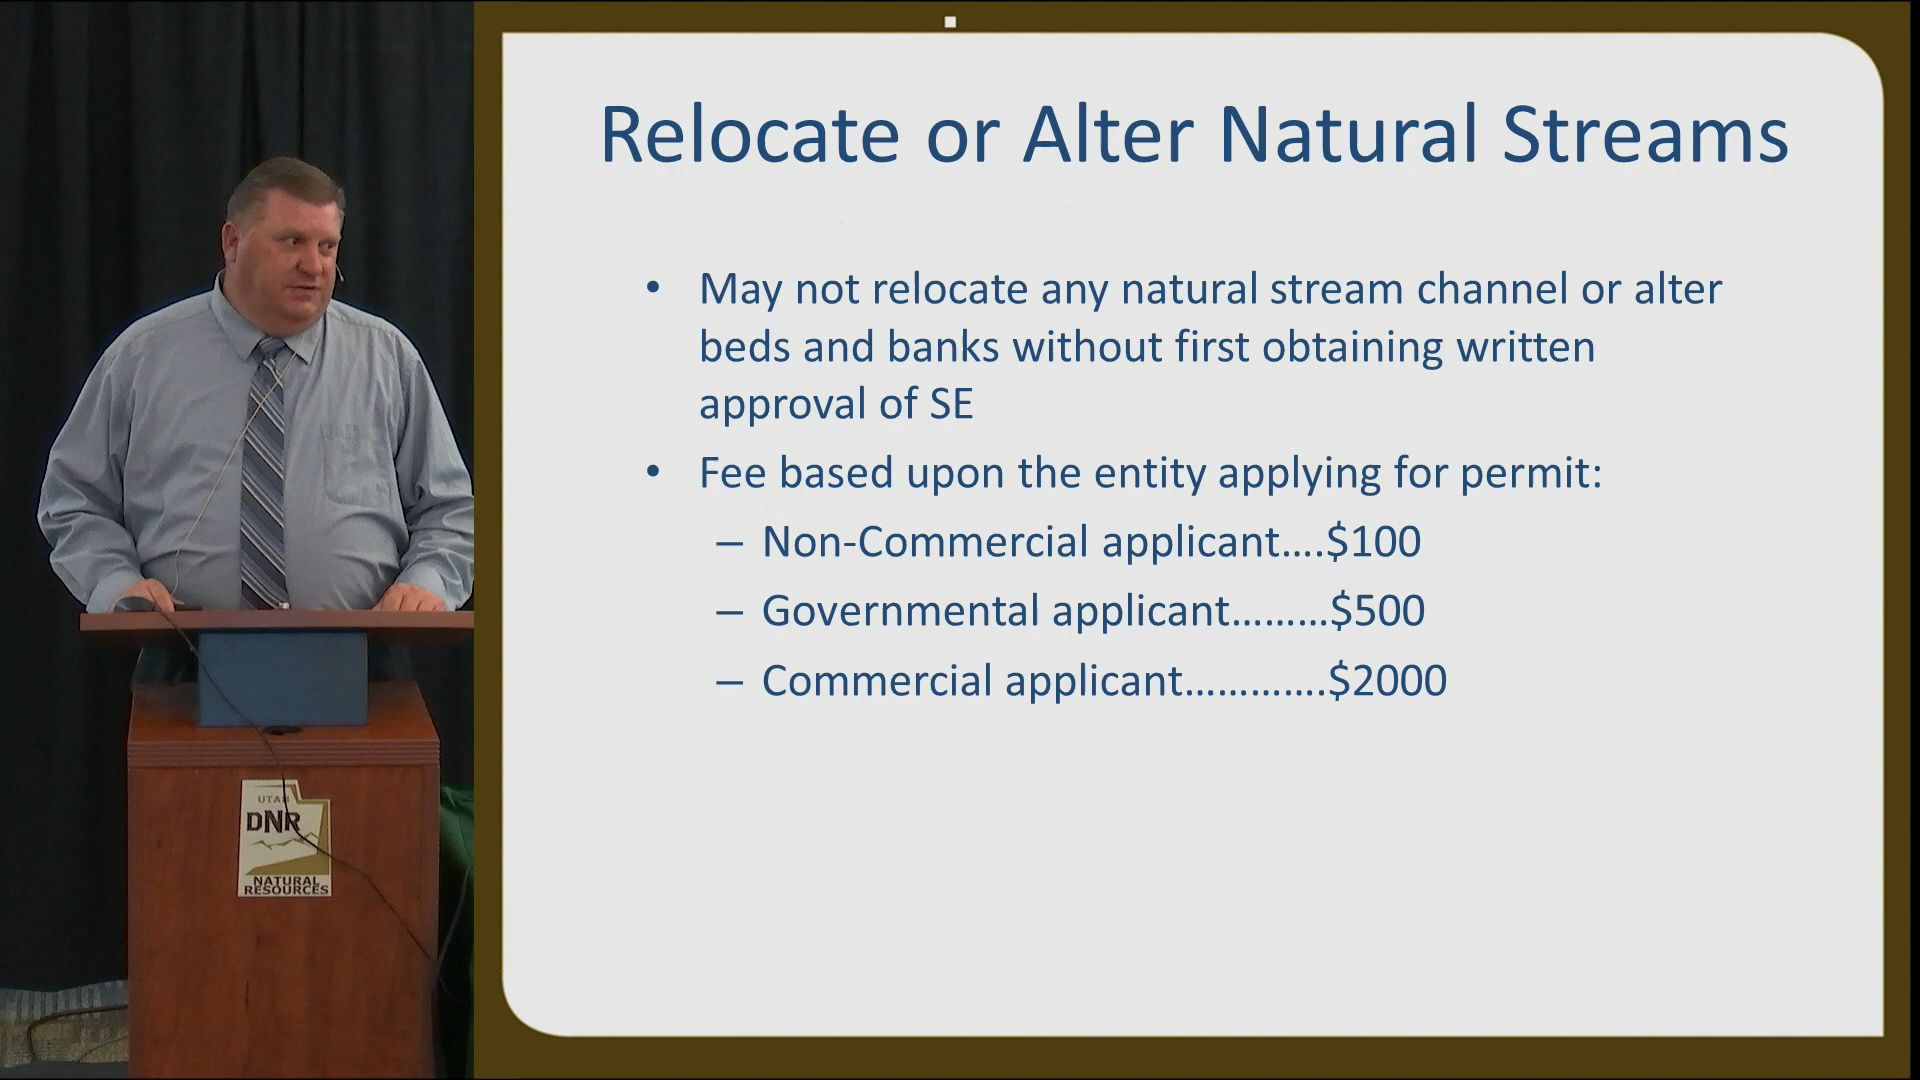 Relocate or Alter Natural Streams
• May not relocate any natural stream channel or alter
beds and banks without first obtaining written
approval of SE
• Fee based upon the entity applying for permit:
– Non-Commercial applicant....$100
– Governmental applicant.........$500
– Commercial applicant.............$2000
UTAH
DNR
NATURAL
RESOURCES